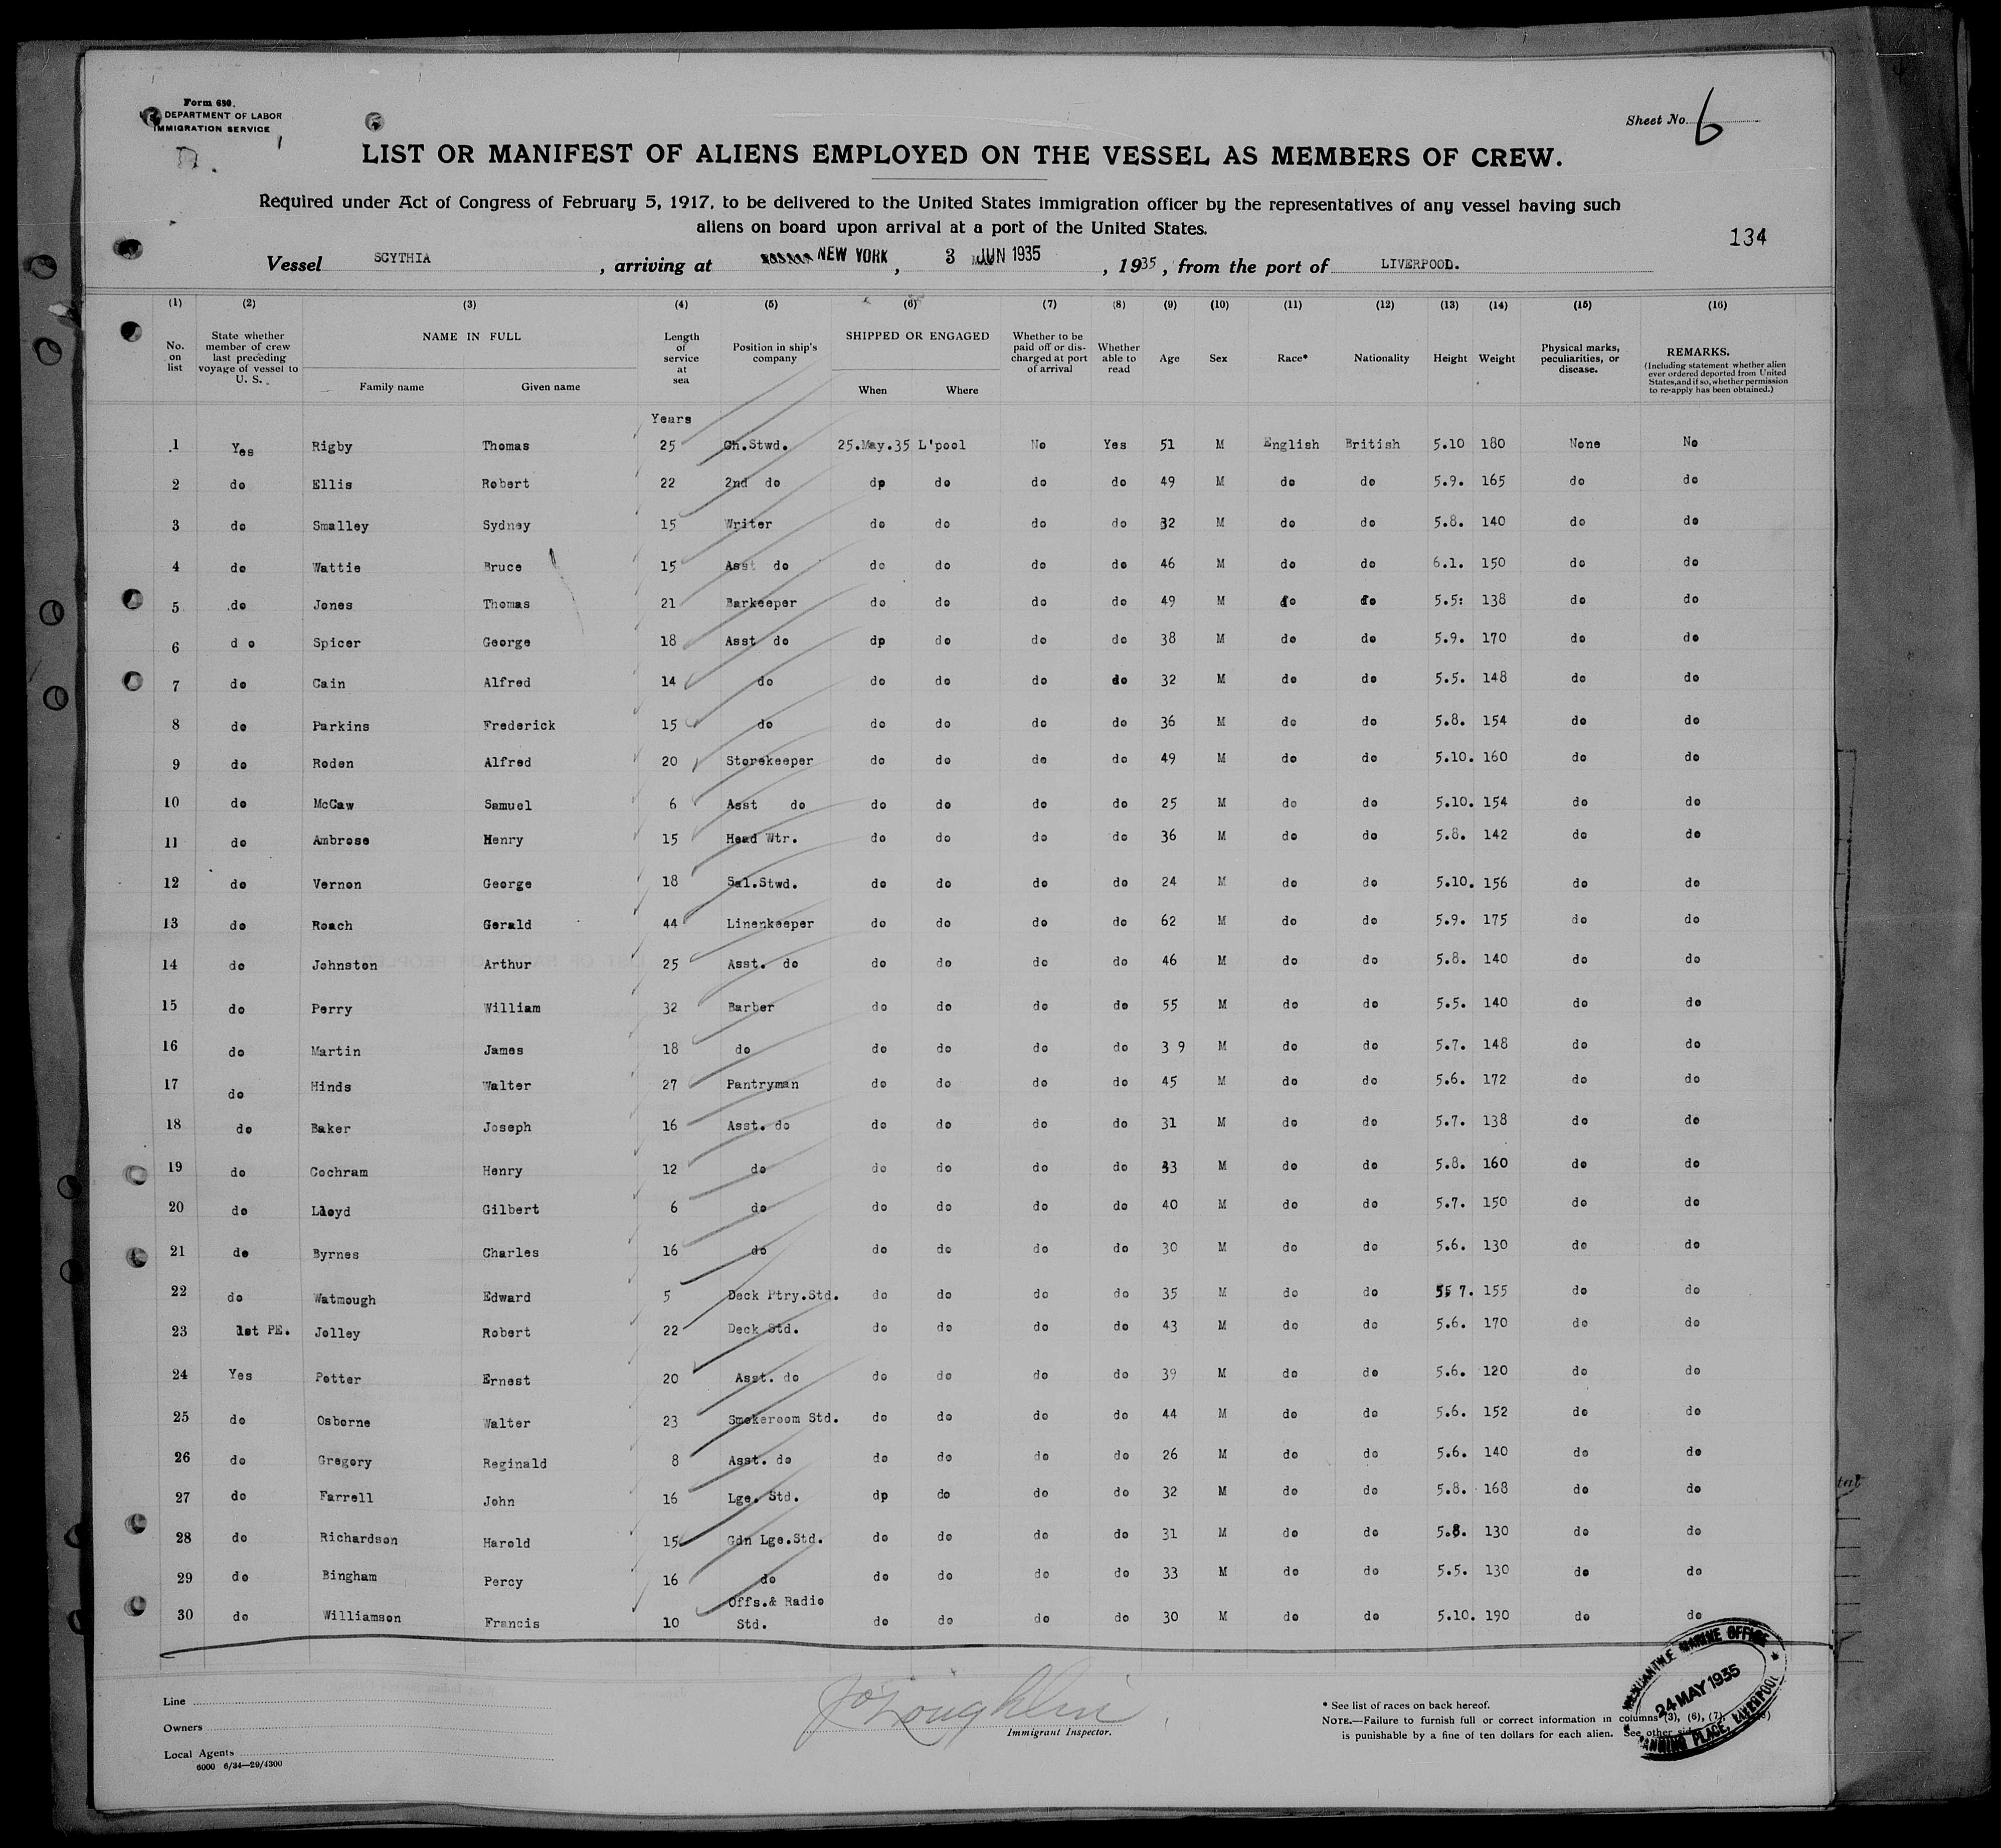 Form 680.
DEPARTMENT OF LABOR
IMMIGRATION SERVICE
Sheet No. 6
LIST OR MANIFEST OF ALIENS EMPLOYED ON THE VESSEL AS MEMBERS OF CREW.
Required under Act of Congress of February 5, 1917, to be delivered to the United States immigration officer by the representatives of any vessel having such
aliens on board upon arrival at a port of the United States.
134
Vessel SCYTHIA, arriving at NEW YORK, 3 JUN 1935, 1935, from the port of LIVERPOOL.
(1) (2) (3) (4) (5) (6) (7) (8) (9) (10) (11) (12) (13) (14) (15) (16)
No. on list State whether member of crew last preceding voyage of vessel to U. S. NAME IN FULL Family name Given name Length of service at sea Position in ship's company SHIPPED OR ENGAGED When Where Whether to be paid off or discharged at port of arrival Whether able to read Age Sex Race* Nationality Height Weight Physical marks, peculiarities, or disease. REMARKS. (Including statement whether alien ever ordered deported from United States, and if so, whether permission to re-apply has been obtained.)
Years
1 Yes Rigby Thomas 25 Ch.Stwd. 25.May.35 L'pool No Yes 51 M English British 5.10 180 None No
2 do Ellis Robert 22 2nd do dp do do do 49 M do do 5.9. 165 do do
3 do Smalley Sydney 15 Writer do do do do 32 M do do 5.8. 140 do do
4 do Wattie Bruce 15 Asst do do do do do 46 M do do 6.1. 150 do do
5 do Jones Thomas 21 Barkeeper do do do do 49 M do do 5.5: 138 do do
6 d o Spicer George 18 Asst do dp do do do 38 M do do 5.9. 170 do do
7 do Cain Alfred 14 do do do do do 32 M do do 5.5. 148 do do
8 do Parkins Frederick 15 do do do do do 36 M do do 5.8. 154 do do
9 do Roden Alfred 20 Storekeeper do do do do 49 M do do 5.10. 160 do do
10 do McCaw Samuel 6 Asst do do do do do 25 M do do 5.10. 154 do do
11 do Ambrose Henry 15 Head Wtr. do do do do 36 M do do 5.8. 142 do do
12 do Vernon George 18 Sal.Stwd. do do do do 24 M do do 5.10. 156 do do
13 do Roach Gerald 44 Linenkeeper do do do do 62 M do do 5.9. 175 do do
14 do Johnston Arthur 25 Asst. do do do do do 46 M do do 5.8. 140 do do
15 do Perry William 32 Barber do do do do 55 M do do 5.5. 140 do do
16 do Martin James 18 do do do do do 3 9 M do do 5.7. 148 do do
17 do Hinds Walter 27 Pantryman do do do do 45 M do do 5.6. 172 do do
18 do Baker Joseph 16 Asst. do do do do do 31 M do do 5.7. 138 do do
19 do Cochram Henry 12 do do do do do 33 M do do 5.8. 160 do do
20 do Lloyd Gilbert 6 do do do do do 40 M do do 5.7. 150 do do
21 do Byrnes Charles 16 do do do do do 30 M do do 5.6. 130 do do
22 do Watmough Edward 5 Deck Ptry.Std. do do do do 35 M do do 5 7. 155 do do
23 1st PE. Jolley Robert 22 Deck Std. do do do do 43 M do do 5.6. 170 do do
24 Yes Potter Ernest 20 Asst. do do do do do 39 M do do 5.6. 120 do do
25 do Osborne Walter 23 Smokeroom Std. do do do do 44 M do do 5.6. 152 do do
26 do Gregory Reginald 8 Asst. do do do do do 26 M do do 5.6. 140 do do
27 do Farrell John 16 Lge. Std. dp do do do 32 M do do 5.8. 168 do do
28 do Richardson Harold 15 Gdn Lge.Std. do do do do 31 M do do 5.8. 130 do do
29 do Bingham Percy 16 do do do do do 33 M do do 5.5. 130 do do
30 do Williamson Francis 10 Offs.& Radio Std. do do do do 30 M do do 5.10. 190 do do
Line
Owners
Local Agents
6000 6/34—29/4300
Immigrant Inspector.
* See list of races on back hereof.
NOTE.—Failure to furnish full or correct information in columns (3), (6), (7),
is punishable by a fine of ten dollars for each alien. See other
MERCANTILE MARINE OFFICE
24 MAY 1935
CANNING PLACE, LIVERPOOL